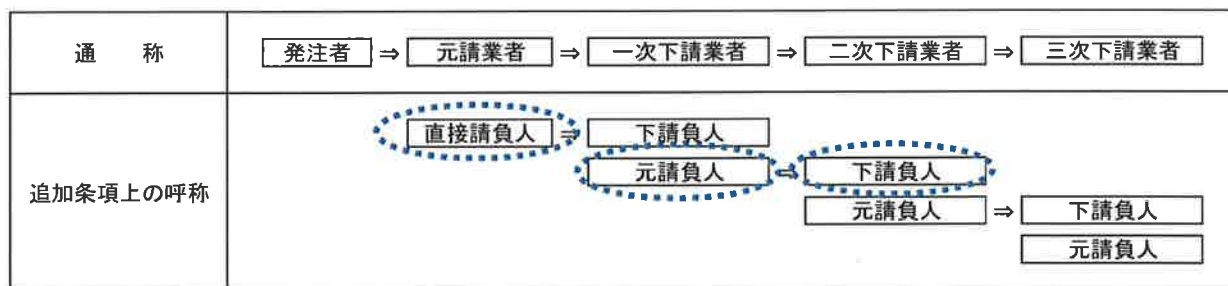 通　　称
発注者 ⇒ 元請業者 ⇒ 一次下請業者 ⇒ 二次下請業者 ⇒ 三次下請業者
追加条項上の呼称
直接請負人 ⇒ 下請負人
元請負人 ⇒ 下請負人
元請負人 ⇒ 下請負人
元請負人